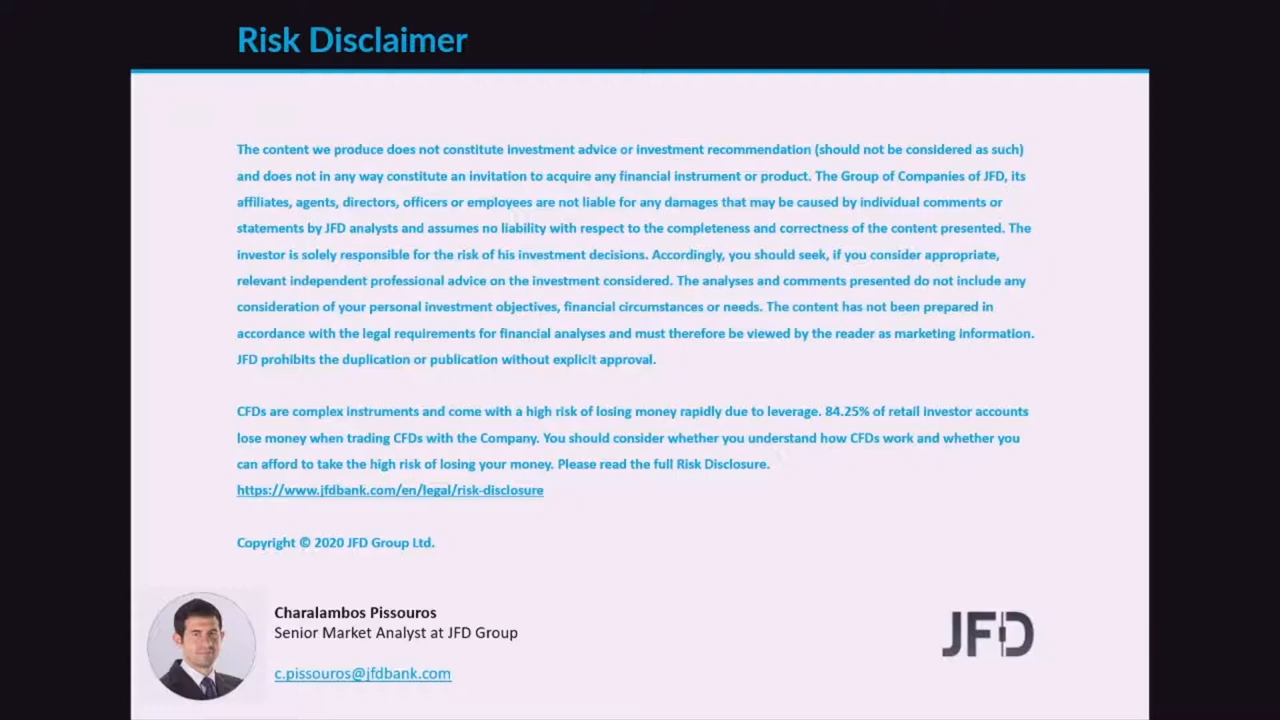 Risk Disclaimer
The content we produce does not constitute investment advice or investment recommendation (should not be considered as such)
and does not in any way constitute an invitation to acquire any financial instrument or product. The Group of Companies of JFD, its
affiliates, agents, directors, officers or employees are not liable for any damages that may be caused by individual comments or
statements by JFD analysts and assumes no liability with respect to the completeness and correctness of the content presented. The
investor is solely responsible for the risk of his investment decisions. Accordingly, you should seek, if you consider appropriate,
relevant independent professional advice on the investment considered. The analyses and comments presented do not include any
consideration of your personal investment objectives, financial circumstances or needs. The content has not been prepared in
accordance with the legal requirements for financial analyses and must therefore be viewed by the reader as marketing information.
JFD prohibits the duplication or publication without explicit approval.
CFDs are complex instruments and come with a high risk of losing money rapidly due to leverage. 84.25% of retail investor accounts
lose money when trading CFDs with the Company. You should consider whether you understand how CFDs work and whether you
can afford to take the high risk of losing your money. Please read the full Risk Disclosure.
https://www.jfdbank.com/en/legal/risk-disclosure
Copyright © 2020 JFD Group Ltd.
Charalambos Pissouros
Senior Market Analyst at JFD Group
c.pissouros@jfdbank.com
JFD